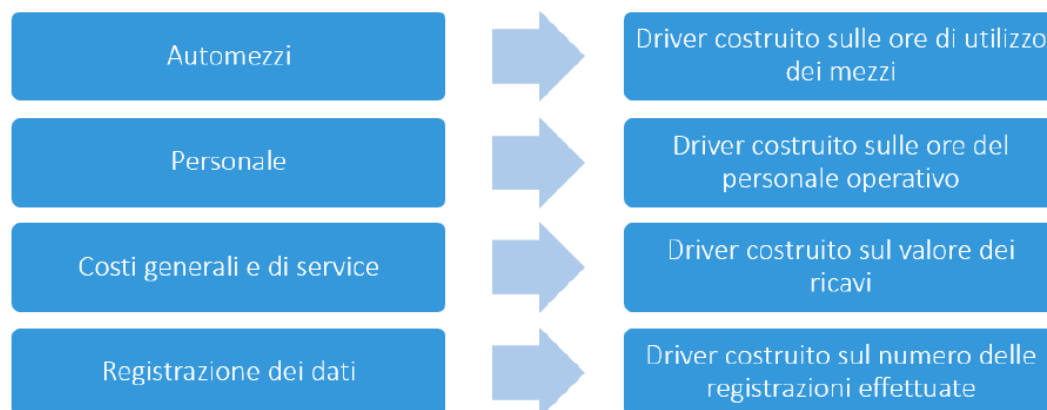 Automezzi
Driver costruito sulle ore di utilizzo
dei mezzi
Personale
Driver costruito sulle ore del
personale operativo
Costi generali e di service
Driver costruito sul valore dei
ricavi
Registrazione dei dati
Driver costruito sul numero delle
registrazioni effettuate